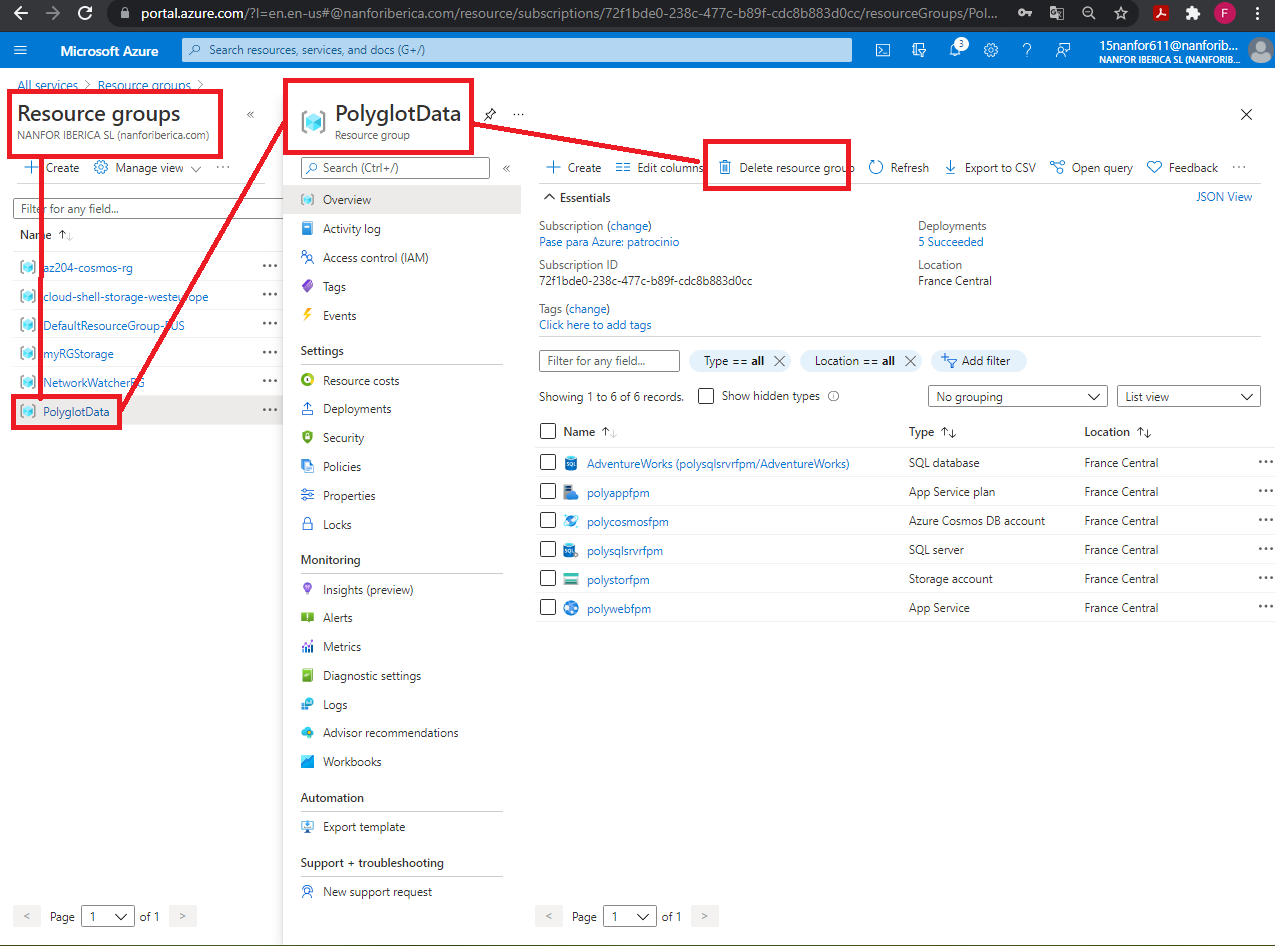 portal.azure.com/?l=en.en-us#@nanforiberica.com/resource/subscriptions/72f1bde0-238c-477c-b89f-cdc8b883d0cc/resourceGroups/Pol...
F
Microsoft Azure
Search resources, services, and docs (G+/)
3
15nanfor611@nanforib...
NANFOR IBERICA SL (NANFORIB...
All services > Resource groups >
Resource groups
NANFOR IBERICA SL (nanforiberica.com)
Create Manage view ...
Filter for any field...
Name
az204-cosmos-rg
cloud-shell-storage-westeurope
DefaultResourceGroup-EUS
myRGStorage
NetworkWatcherRG
PolyglotData
< Page 1 of 1 >
PolyglotData
Resource group
Search (Ctrl+/)
Overview
Activity log
Access control (IAM)
Tags
Events
Settings
Resource costs
Deployments
Security
Policies
Properties
Locks
Monitoring
Insights (preview)
Alerts
Metrics
Diagnostic settings
Logs
Advisor recommendations
Workbooks
Automation
Export template
Support + troubleshooting
New support request
Create Edit columns Delete resource group Refresh Export to CSV Open query Feedback ...
Essentials
JSON View
Subscription (change)
Pase para Azure: patrocinio
Subscription ID
72f1bde0-238c-477c-b89f-cdc8b883d0cc
Tags (change)
Click here to add tags
Deployments
5 Succeeded
Location
France Central
Filter for any field... Type == all Location == all Add filter
Showing 1 to 6 of 6 records. Show hidden types No grouping List view
Name Type Location
AdventureWorks (polysqlsrvrfpm/AdventureWorks) SQL database France Central
polyappfpm App Service plan France Central
polycosmosfpm Azure Cosmos DB account France Central
polysqlsrvrfpm SQL server France Central
polystorfpm Storage account France Central
polywebfpm App Service France Central
< Page 1 of 1 >